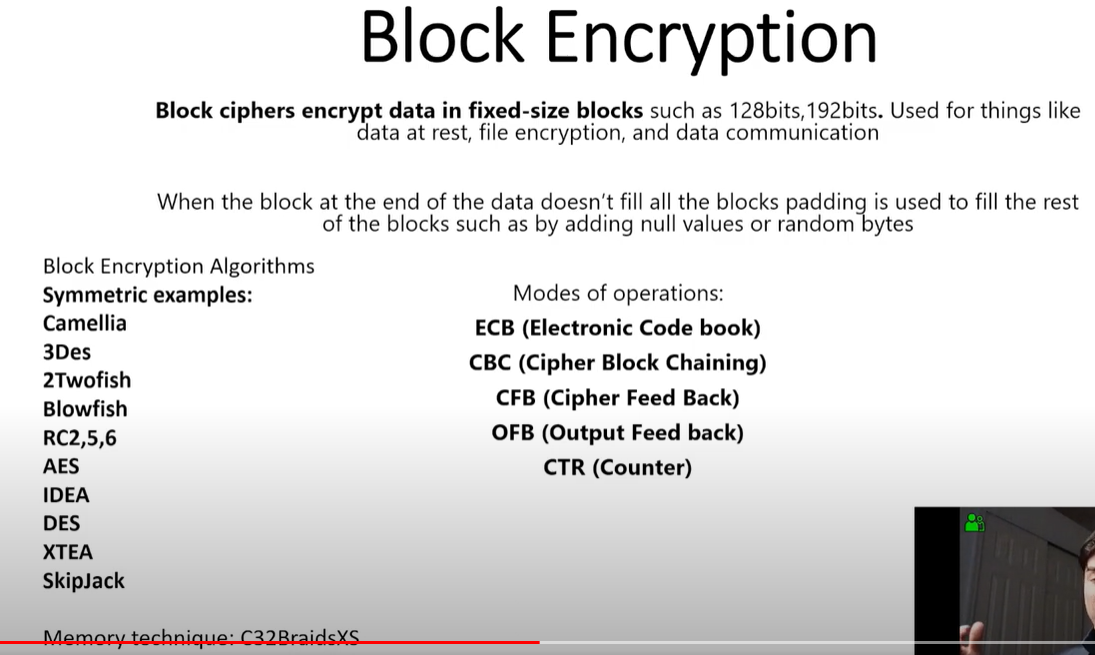 Block Encryption
Block ciphers encrypt data in fixed-size blocks such as 128bits,192bits. Used for things like
data at rest, file encryption, and data communication
When the block at the end of the data doesn't fill all the blocks padding is used to fill the rest
of the blocks such as by adding null values or random bytes
Block Encryption Algorithms
Symmetric examples:
Camellia
3Des
2Twofish
Blowfish
RC2,5,6
AES
IDEA
DES
XTEA
SkipJack
Memory technique: C32BraidsXS
Modes of operations:
ECB (Electronic Code book)
CBC (Cipher Block Chaining)
CFB (Cipher Feed Back)
OFB (Output Feed back)
CTR (Counter)